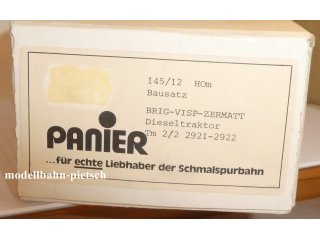 145/12 HOm
Bausatz
BRIG-VISP-ZERMATT
Dieseltraktor
Tm 2/2 2921-2922
PANIER
...für echte Liebhaber der Schmalspurbahn
modellbahn-pietsch